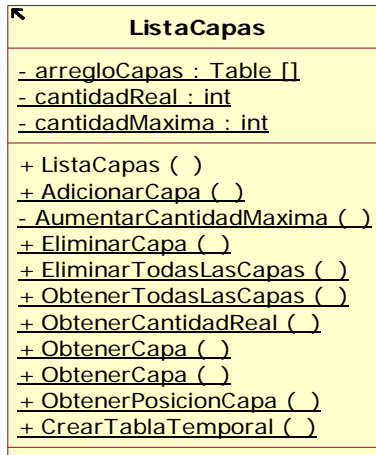 ListaCapas
- arregloCapas : Table []
- cantidadReal : int
- cantidadMaxima : int
+ ListaCapas ( )
+ AdicionarCapa ( )
- AumentarCantidadMaxima ( )
+ EliminarCapa ( )
+ EliminarTodasLasCapas ( )
+ ObtenerTodasLasCapas ( )
+ ObtenerCantidadReal ( )
+ ObtenerCapa ( )
+ ObtenerCapa ( )
+ ObtenerPosicionCapa ( )
+ CrearTablaTemporal ( )